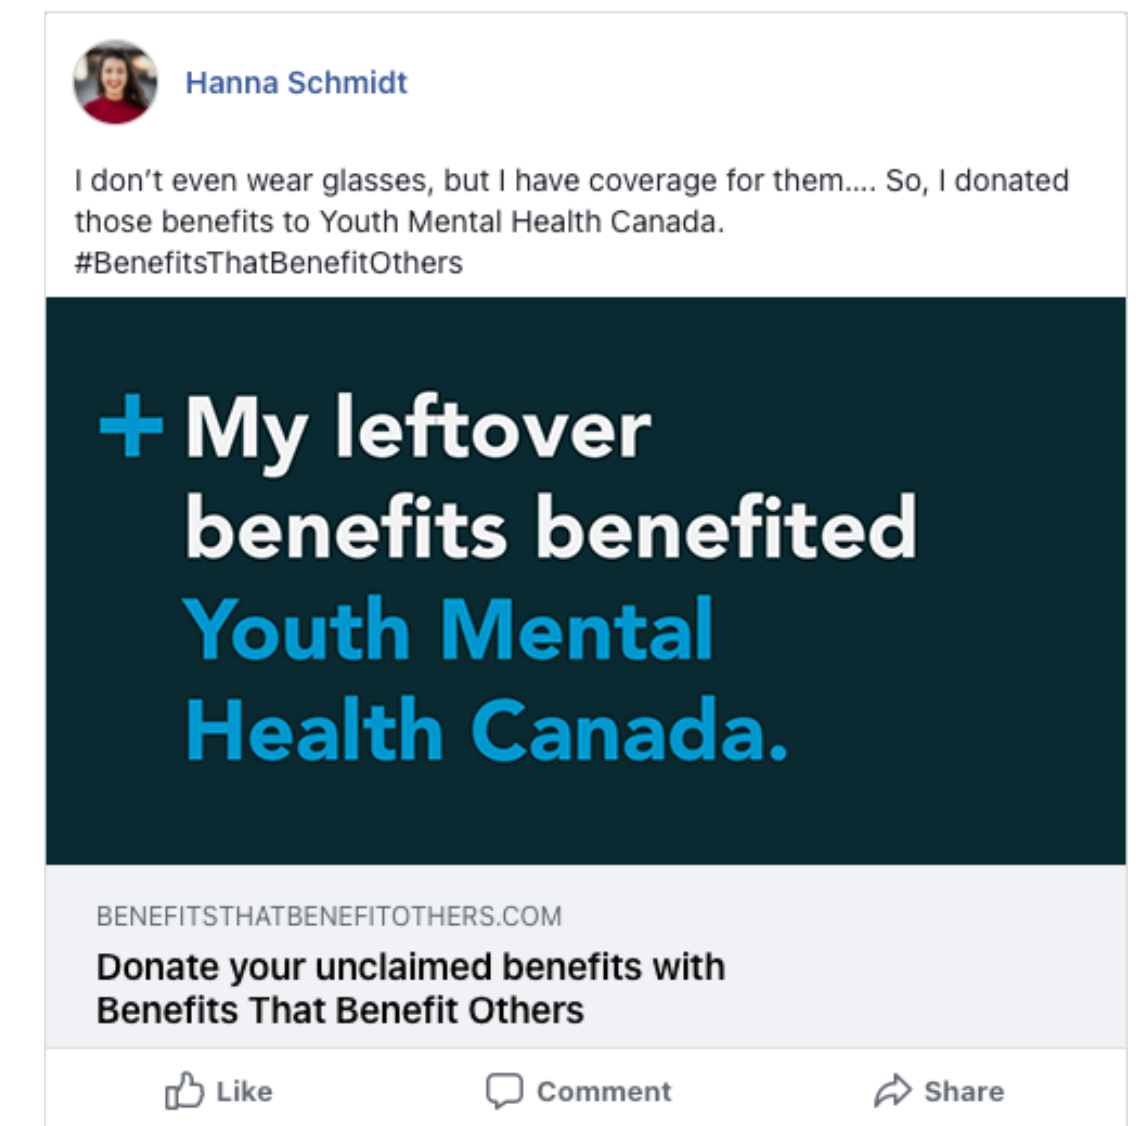 Hanna Schmidt
I don’t even wear glasses, but I have coverage for them.... So, I donated
those benefits to Youth Mental Health Canada.
#BenefitsThatBenefitOthers
+ My leftover
benefits benefited
Youth Mental
Health Canada.
BENEFITSTHATBENEFITOTHERS.COM
Donate your unclaimed benefits with
Benefits That Benefit Others
Like Comment Share